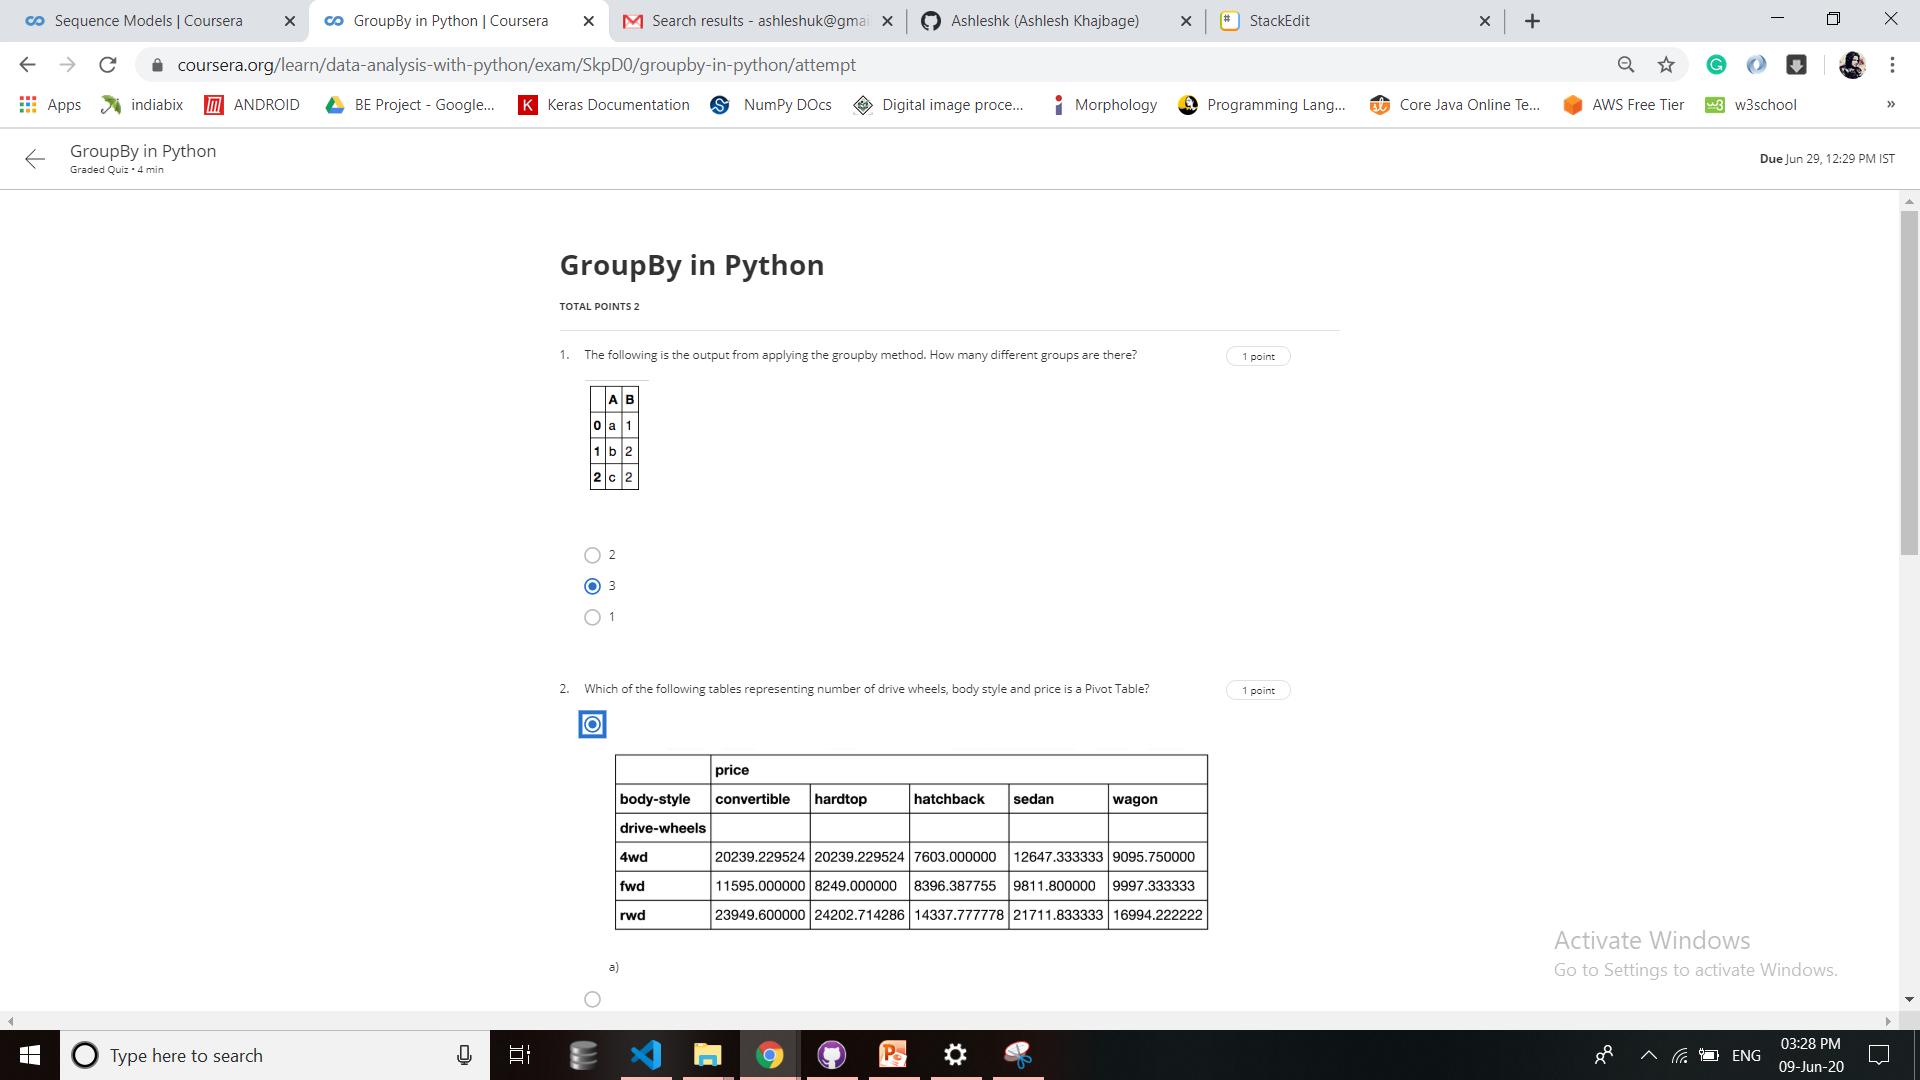 Sequence Models | Coursera
GroupBy in Python | Coursera
Search results - ashleshuk@gmai
Ashleshk (Ashlesh Khajbage)
StackEdit
coursera.org/learn/data-analysis-with-python/exam/SkpD0/groupby-in-python/attempt
Apps indiabix ANDROID BE Project - Google... Keras Documentation NumPy DOcs Digital image proce... Morphology Programming Lang... Core Java Online Te... AWS Free Tier w3school »
GroupBy in Python
Graded Quiz • 4 min
Due Jun 29, 12:29 PM IST
GroupBy in Python
TOTAL POINTS 2
1. The following is the output from applying the groupby method. How many different groups are there? 1 point
A B
0 a 1
1 b 2
2 c 2
2
3
1
2. Which of the following tables representing number of drive wheels, body style and price is a Pivot Table? 1 point
price
body-style convertible hardtop hatchback sedan wagon
drive-wheels
4wd 20239.229524 20239.229524 7603.000000 12647.333333 9095.750000
fwd 11595.000000 8249.000000 8396.387755 9811.800000 9997.333333
rwd 23949.600000 24202.714286 14337.777778 21711.833333 16994.222222
a)
Activate Windows
Go to Settings to activate Windows.
Type here to search
ENG
03:28 PM
09-Jun-20